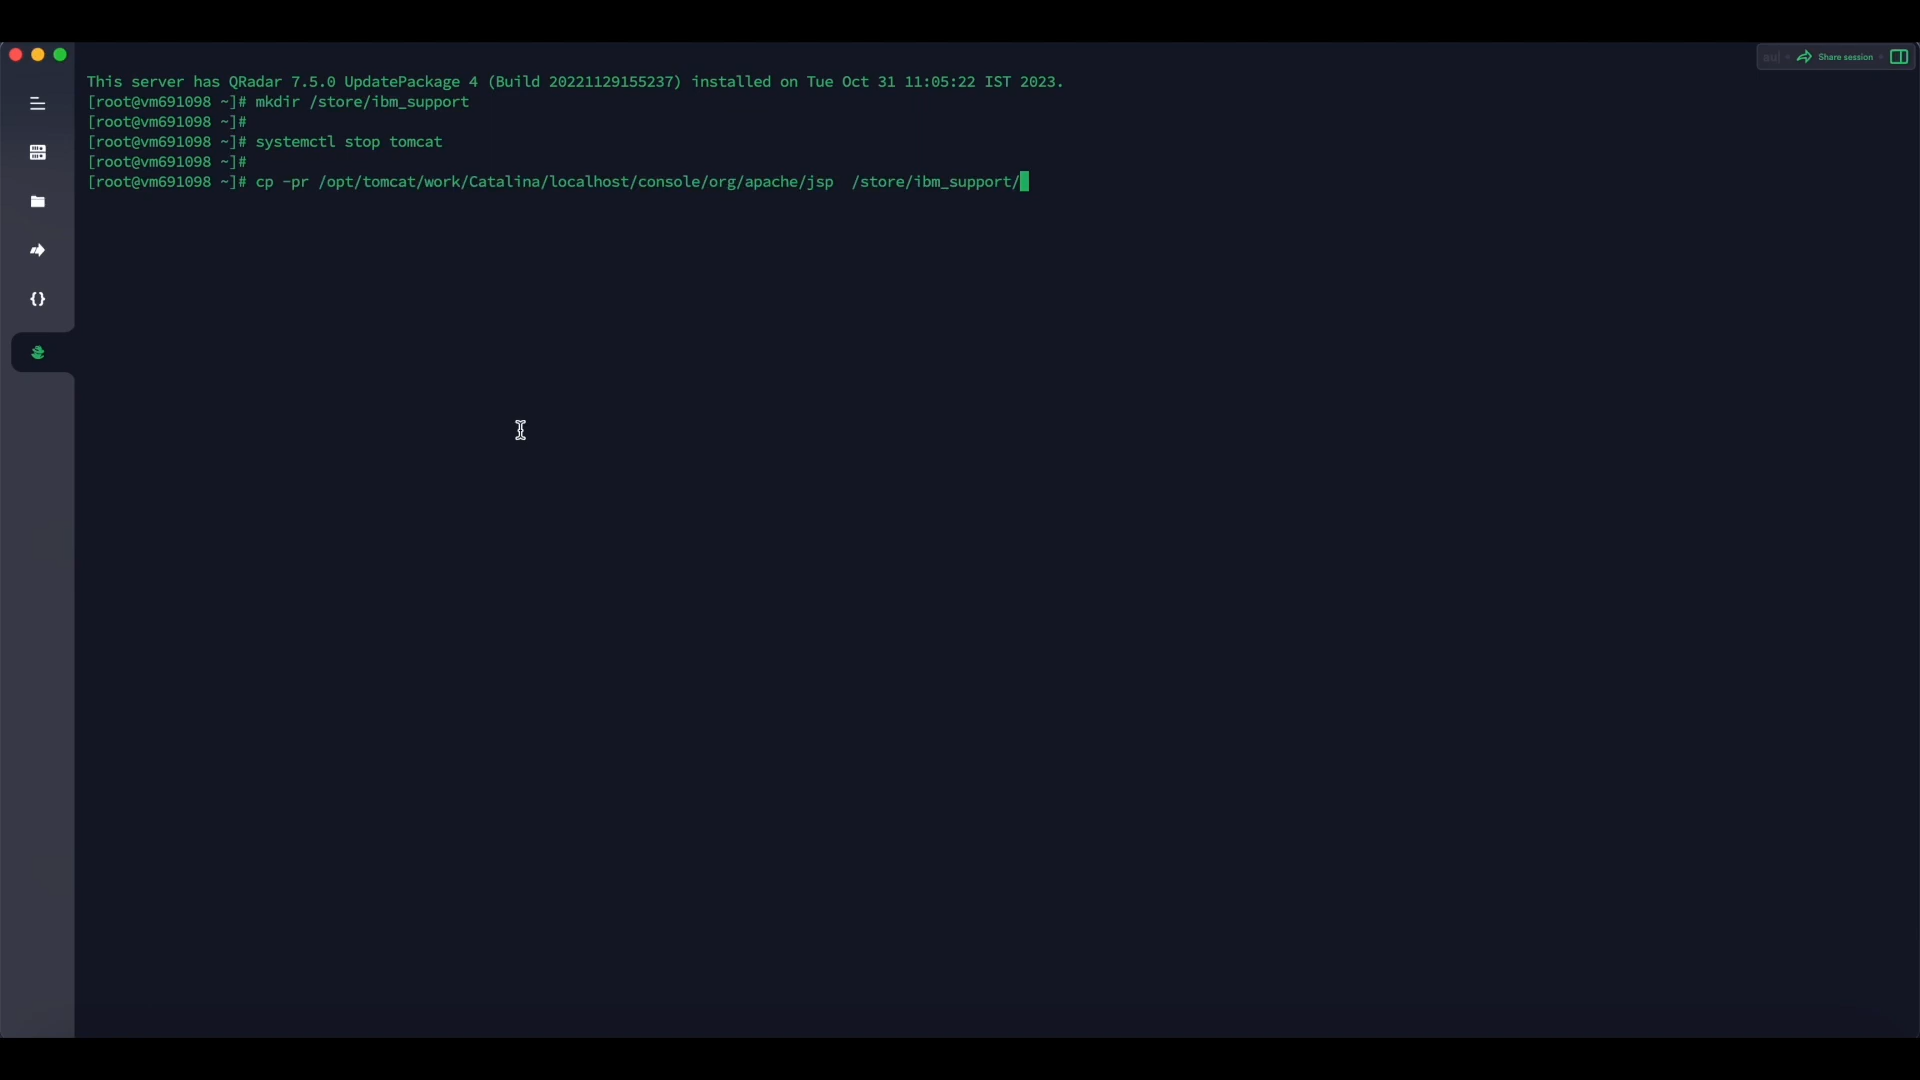 Share session
This server has QRadar 7.5.0 UpdatePackage 4 (Build 20221129155237) installed on Tue Oct 31 11:05:22 IST 2023.
[root@vm691098 ~]# mkdir /store/ibm_support
[root@vm691098 ~]#
[root@vm691098 ~]# systemctl stop tomcat
[root@vm691098 ~]#
[root@vm691098 ~]# cp -pr /opt/tomcat/work/Catalina/localhost/console/org/apache/jsp  /store/ibm_support/